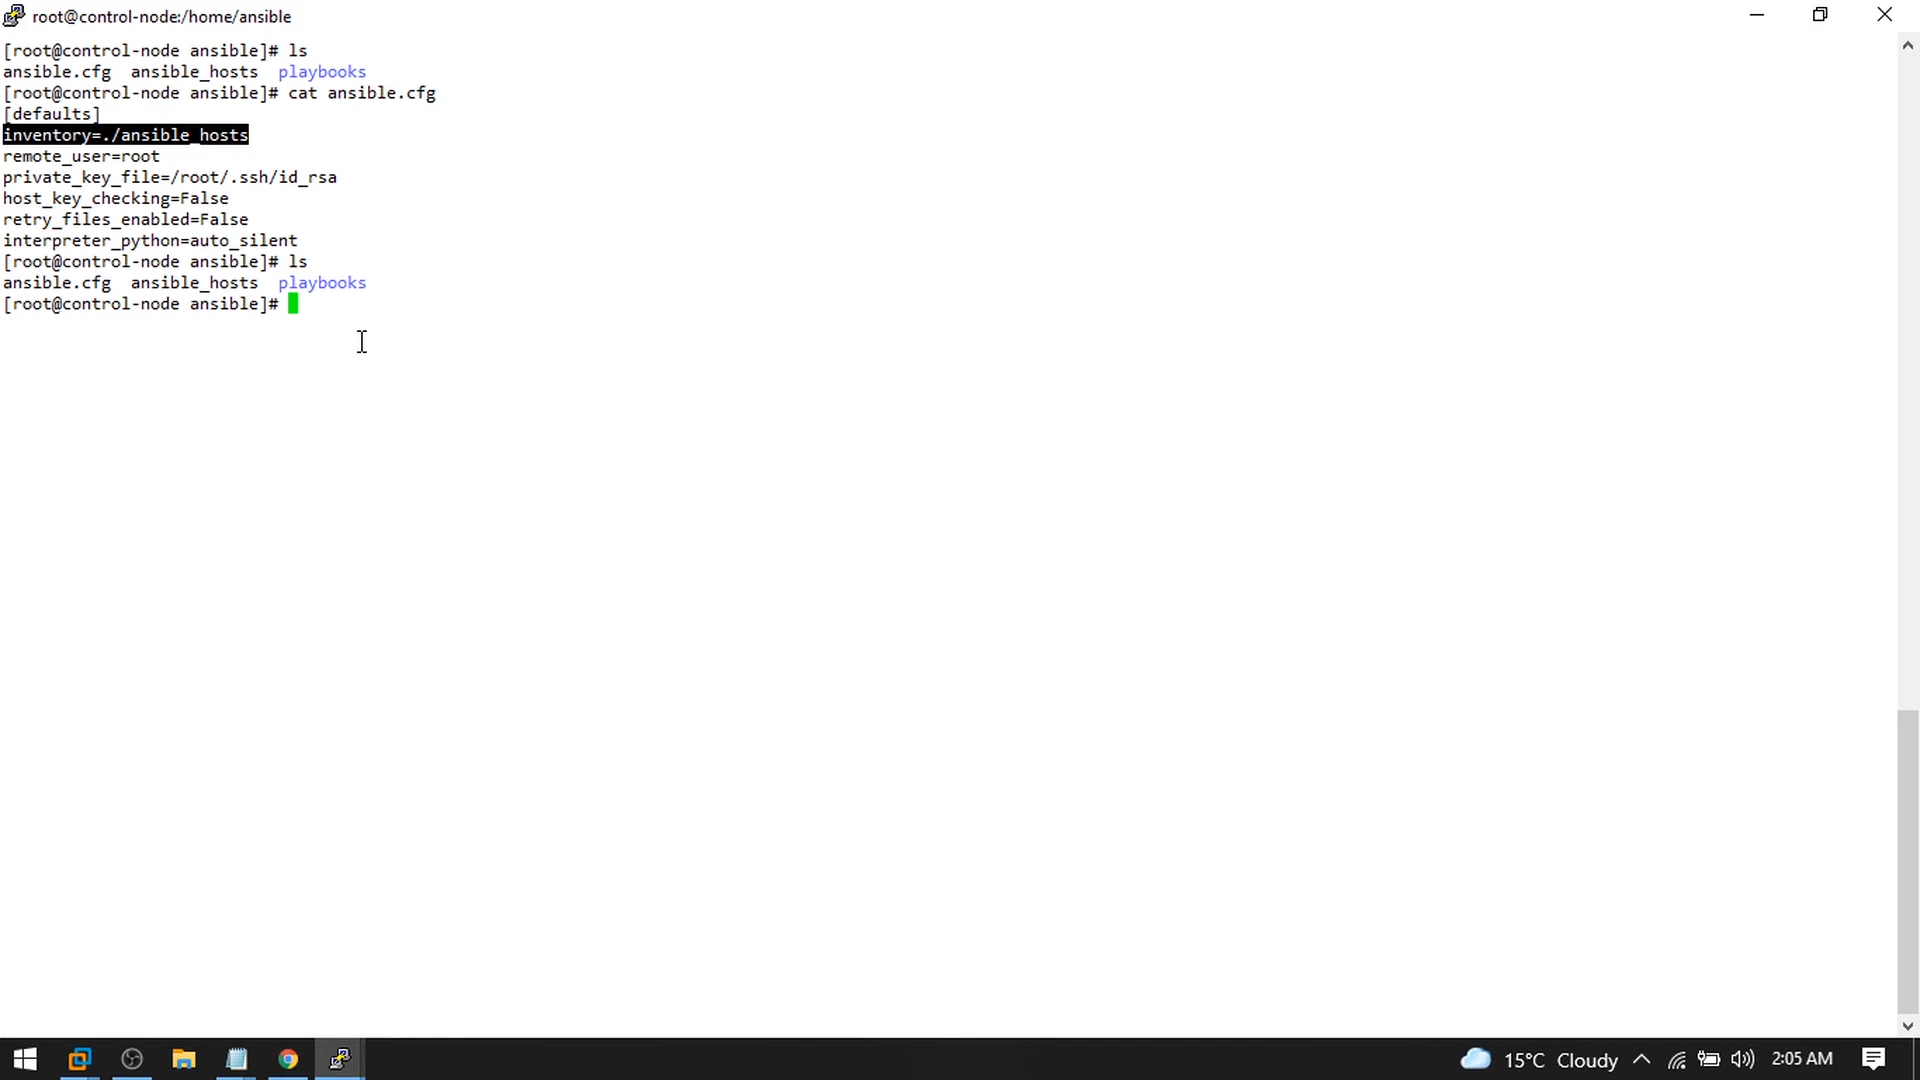 root@control-node:/home/ansible
[root@control-node ansible]# ls
ansible.cfg  ansible_hosts  playbooks
[root@control-node ansible]# cat ansible.cfg
[defaults]
inventory=./ansible_hosts
remote_user=root
private_key_file=/root/.ssh/id_rsa
host_key_checking=False
retry_files_enabled=False
interpreter_python=auto_silent
[root@control-node ansible]# ls
ansible.cfg  ansible_hosts  playbooks
[root@control-node ansible]#
15°C Cloudy 2:05 AM